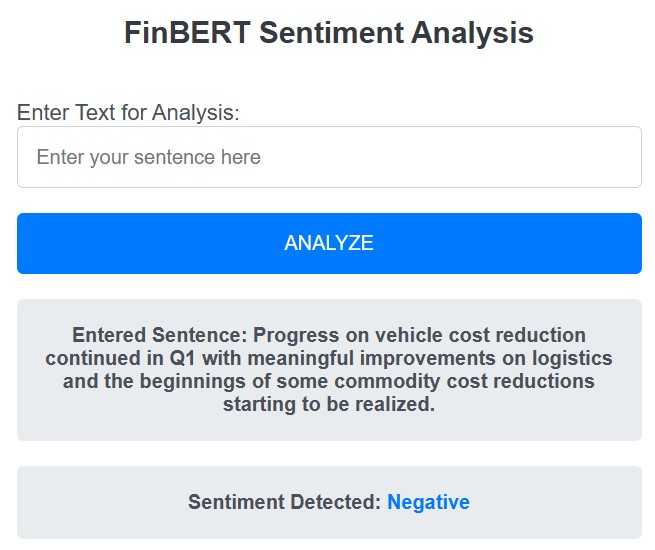 FinBERT Sentiment Analysis
Enter Text for Analysis:
Enter your sentence here
ANALYZE
Entered Sentence: Progress on vehicle cost reduction
continued in Q1 with meaningful improvements on logistics
and the beginnings of some commodity cost reductions
starting to be realized.
Sentiment Detected: Negative